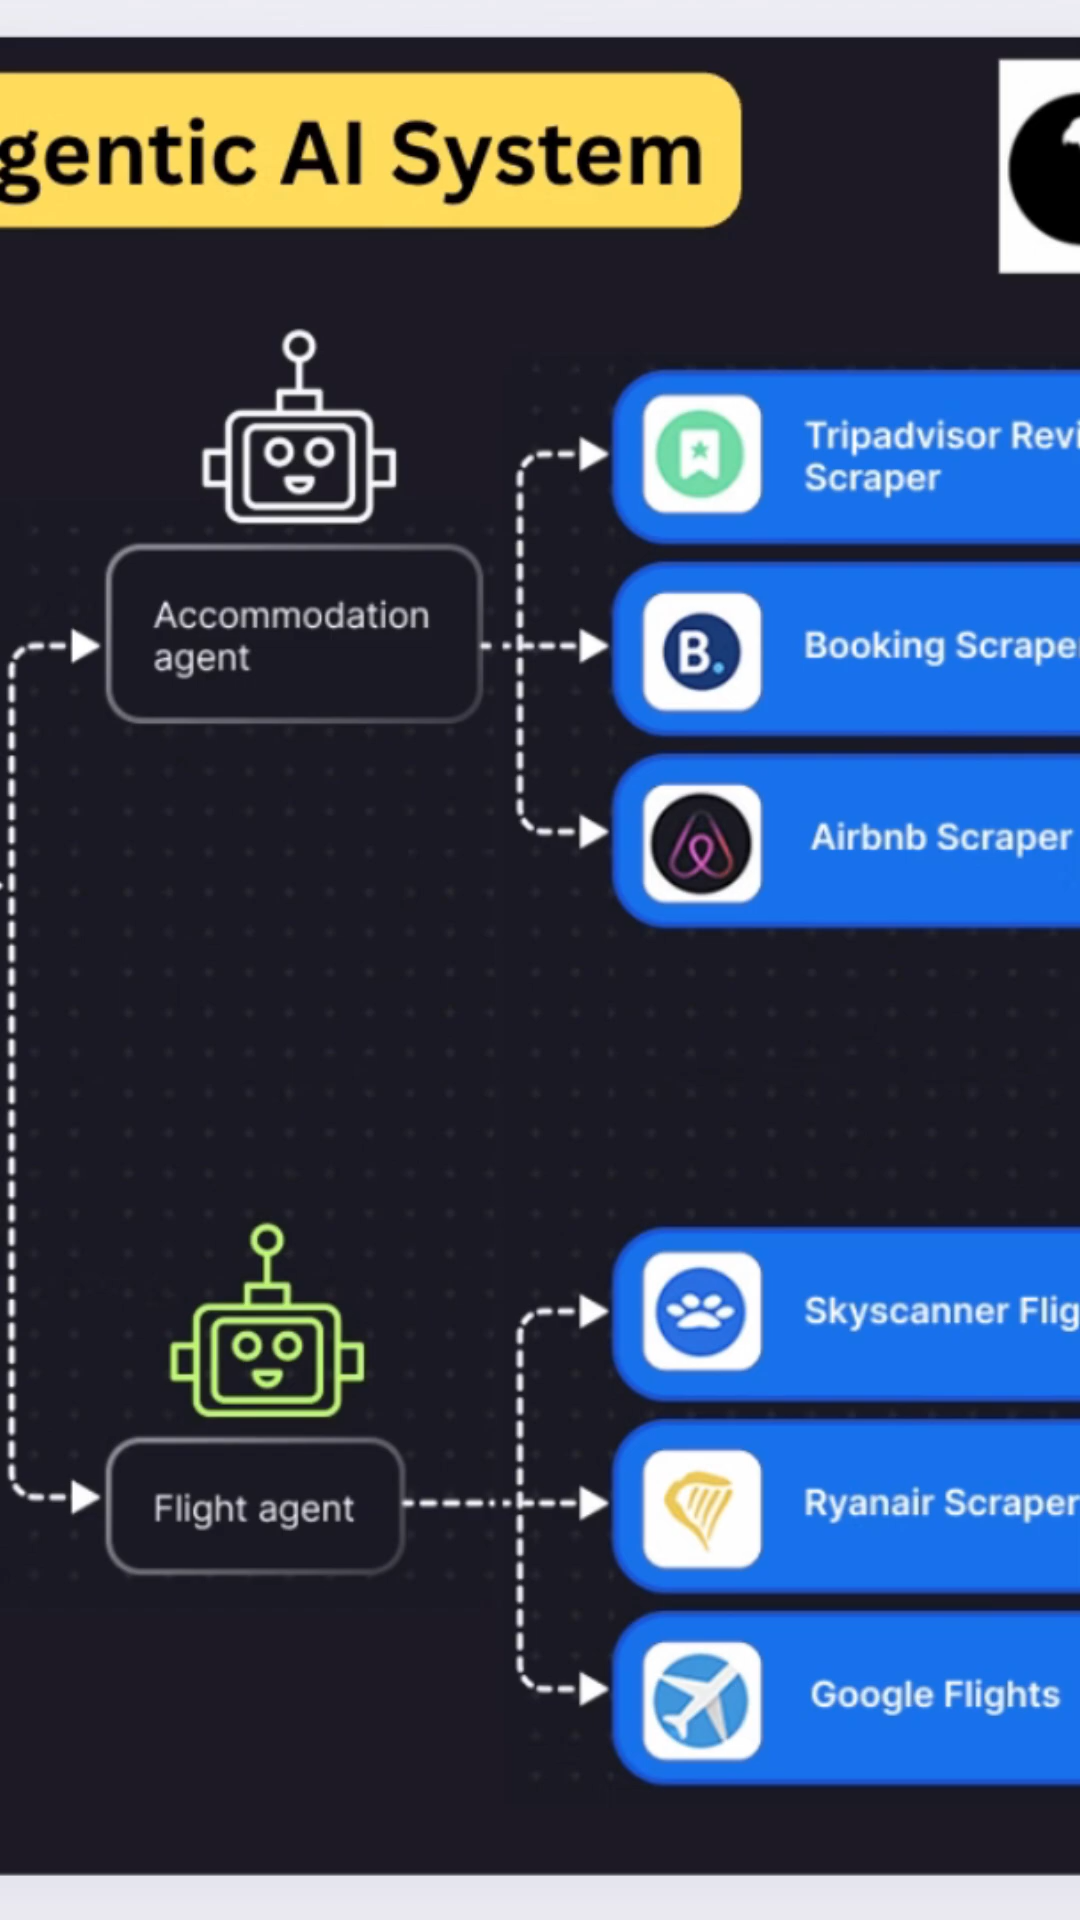 gentic AI System
Tripadvisor Revi
Scraper
Accommodation
agent
B.
Booking Scrape
Airbnb Scraper
Skyscanner Flig
Flight agent
Ryanair Scraper
Google Flights